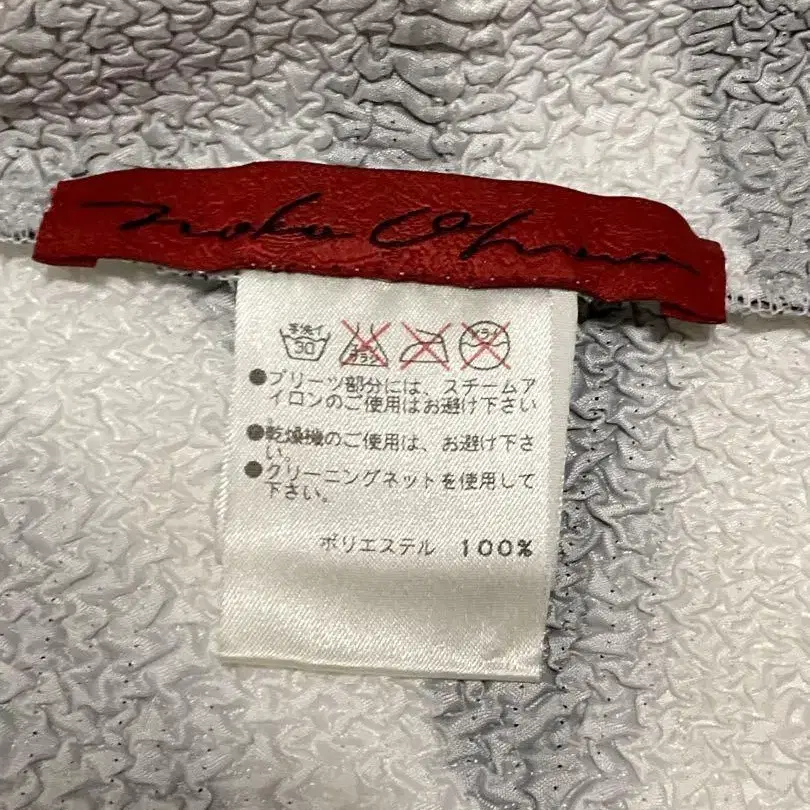 Noko Ohno
手洗イ
30
ドライ
●プリーツ部分には、スチームア
イロンのご使用はお避け下さい
●乾燥機のご使用は、お避け下さ
い。
●クリーニングネットを使用して
下さい。
ポリエステル 100%